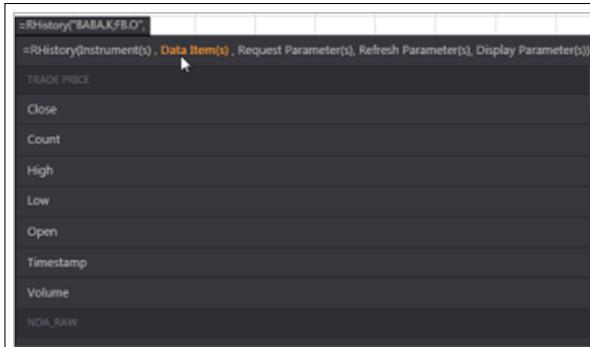 =RHistory("BABA.K;FB.O",
=RHistory(Instrument(s) , Data Item(s) , Request Parameter(s), Refresh Parameter(s), Display Parameter(s))
TRADE PRICE
Close
Count
High
Low
Open
Timestamp
Volume
NDA_RAW